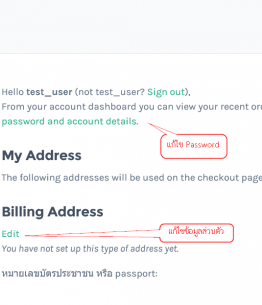 Hello test_user (not test_user? Sign out),
From your account dashboard you can view your recent or
password and account details.
แก้ไข Password
My Address
The following addresses will be used on the checkout page
Billing Address
Edit
แก้ไขข้อมูลส่วนตัว
You have not set up this type of address yet.
หมายเลขบัตรประชาชน หรือ passport: